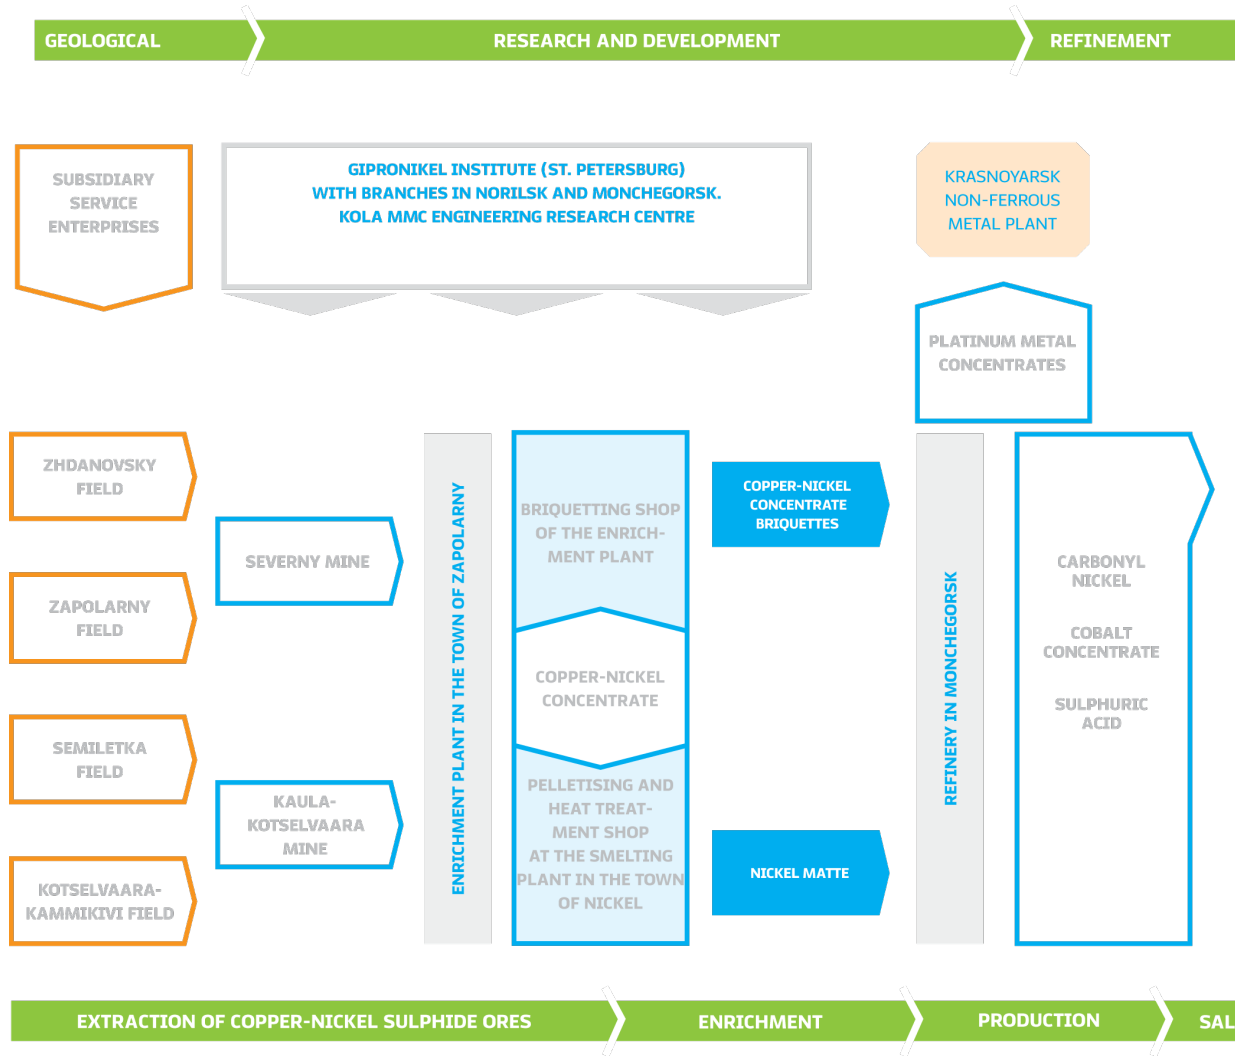 GEOLOGICAL
RESEARCH AND DEVELOPMENT
REFINEMENT
SUBSIDIARY
SERVICE
ENTERPRISES
GIPRONIKEL INSTITUTE (ST. PETERSBURG)
WITH BRANCHES IN NORILSK AND MONCHEGORSK.
KOLA MMC ENGINEERING RESEARCH CENTRE
KRASNOYARSK
NON-FERROUS
METAL PLANT
PLATINUM METAL
CONCENTRATES
ZHDANOVSKY
FIELD
ZAPOLARNY
FIELD
SEMILETKA
FIELD
KOTSELVAARA-
KAMMIKIVI FIELD
SEVERNY MINE
KAULA-
KOTSELVAARA
MINE
ENRICHMENT PLANT IN THE TOWN OF ZAPOLARNY
BRIQUETTING SHOP
OF THE ENRICH-
MENT PLANT
COPPER-NICKEL
CONCENTRATE
PELLETISING AND
HEAT TREAT-
MENT SHOP
AT THE SMELTING
PLANT IN THE TOWN
OF NICKEL
COPPER-NICKEL
CONCENTRATE
BRIQUETTES
NICKEL MATTE
REFINERY IN MONCHEGORSK
CARBONYL
NICKEL
COBALT
CONCENTRATE
SULPHURIC
ACID
EXTRACTION OF COPPER-NICKEL SULPHIDE ORES
ENRICHMENT
PRODUCTION
SAL